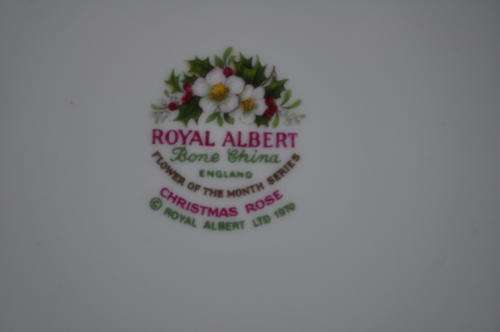 ROYAL ALBERT
Bone China
ENGLAND
FLOWER OF THE MONTH SERIES
CHRISTMAS ROSE
© ROYAL ALBERT LTD 1970